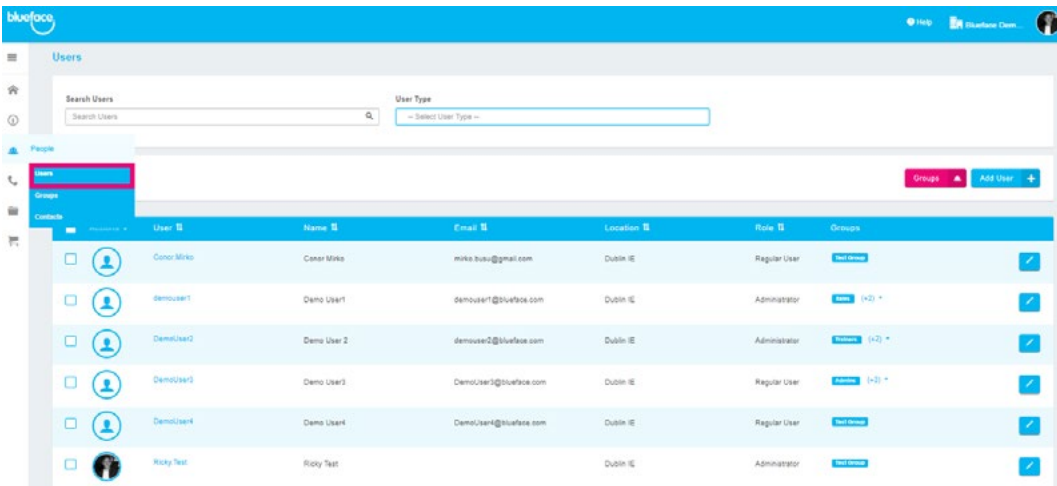 blueface
Help Blueface Dem...
Users
Search Users User Type
Search Users -- Select User Type --
People
Users
Groups
Contacts
Groups Add User +
User Name Email Location Role Groups
Conor.Mirko Conor Mirko mirko.busu@gmail.com Dublin IE Regular User Test Group
demouser1 Demo User1 demouser1@blueface.com Dublin IE Administrator (+2)
DemoUser2 Demo User 2 demouser2@blueface.com Dublin IE Administrator Trainers (+2)
DemoUser3 Demo User3 DemoUser3@blueface.com Dublin IE Regular User Admins (+2)
DemoUser4 Demo User4 DemoUser4@blueface.com Dublin IE Regular User Test Group
Ricky Test Ricky Test Dublin IE Administrator Test Group